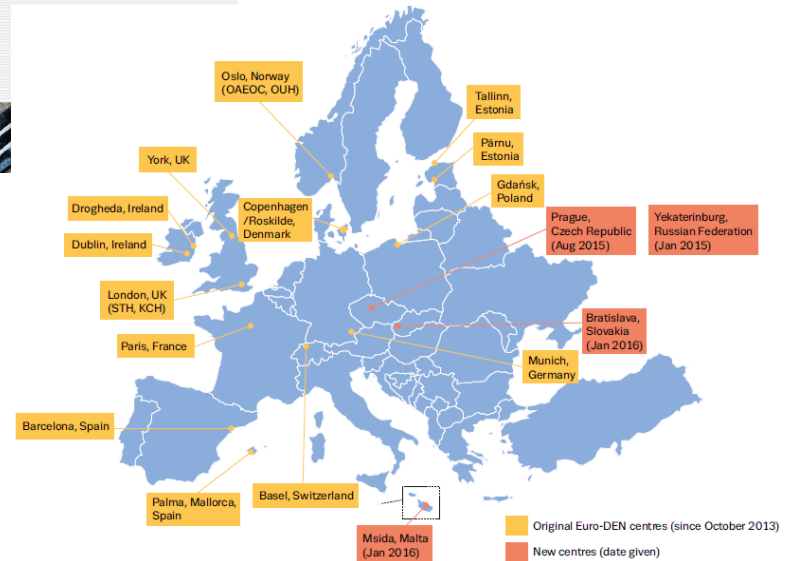 Oslo, Norway
(OAEOC, OUH)
Tallinn,
Estonia
Pärnu,
Estonia
York, UK
Gdańsk,
Poland
Drogheda, Ireland
Copenhagen
/Roskilde,
Denmark
Prague,
Czech Republic
(Aug 2015)
Yekaterinburg,
Russian Federation
(Jan 2015)
Dublin, Ireland
London, UK
(STH, KCH)
Bratislava,
Slovakia
(Jan 2016)
Paris, France
Munich,
Germany
Barcelona, Spain
Basel, Switzerland
Palma, Mallorca,
Spain
Msida, Malta
(Jan 2016)
Original Euro-DEN centres (since October 2013)
New centres (date given)